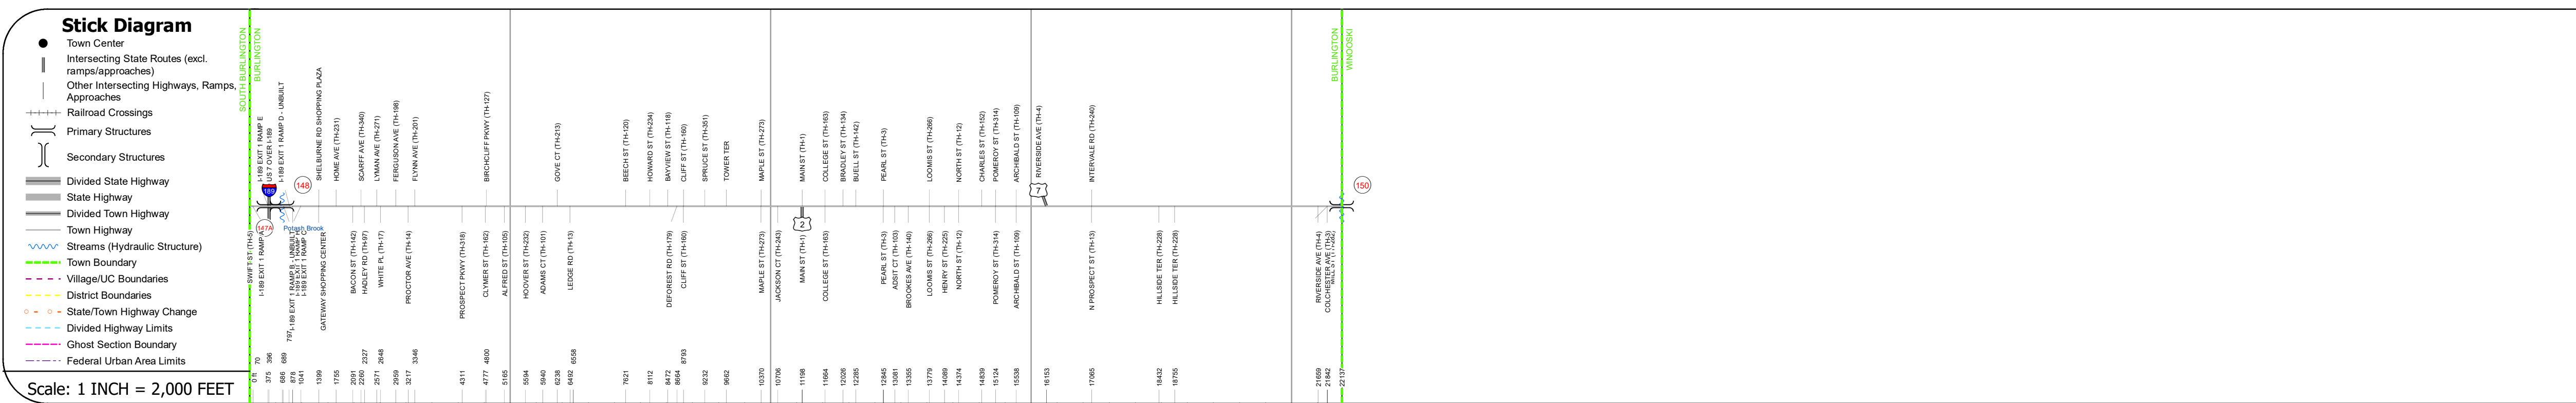 Stick Diagram
Town Center
Intersecting State Routes (excl.
ramps/approaches)
Other Intersecting Highways, Ramps,
Approaches
Railroad Crossings
Primary Structures
Secondary Structures
Divided State Highway
State Highway
Divided Town Highway
Town Highway
Streams (Hydraulic Structure)
Town Boundary
Village/UC Boundaries
District Boundaries
State/Town Highway Change
Divided Highway Limits
Ghost Section Boundary
Federal Urban Area Limits
Scale: 1 INCH = 2,000 FEET
SOUTH BURLINGTON
BURLINGTON
I-189 EXIT 1 RAMP E
US 7 OVER I-189
I-189 EXIT 1 RAMP D - UNBUILT
SHELBURNE RD SHOPPING PLAZA
HOME AVE (TH-231)
SCARFF AVE (TH-340)
LYMAN AVE (TH-271)
FERGUSON AVE (TH-198)
FLYNN AVE (TH-201)
BIRCHCLIFF PKWY (TH-127)
GOVE CT (TH-213)
BEECH ST (TH-120)
HOWARD ST (TH-234)
BAYVIEW ST (TH-118)
CLIFF ST (TH-160)
SPRUCE ST (TH-351)
TOWER TER
MAPLE ST (TH-273)
MAIN ST (TH-1)
COLLEGE ST (TH-163)
BRADLEY ST (TH-134)
BUELL ST (TH-142)
PEARL ST (TH-3)
LOOMIS ST (TH-266)
NORTH ST (TH-12)
CHARLES ST (TH-152)
POMEROY ST (TH-314)
ARCHIBALD ST (TH-109)
RIVERSIDE AVE (TH-4)
INTERVALE RD (TH-240)
BURLINGTON
WINOOSKI
189
148
7
150
147A
Potash Brook
2
SWIFT ST (TH-5)
I-189 EXIT 1 RAMP A
I-189 EXIT 1 RAMP B - UNBUILT
I-189 EXIT 1 RAMP C
GATEWAY SHOPPING CENTER
BACON ST (TH-142)
HADLEY RD (TH-97)
WHITE PL (TH-17)
PROCTOR AVE (TH-14)
PROSPECT PKWY (TH-318)
CLYMER ST (TH-162)
ALFRED ST (TH-105)
HOOVER ST (TH-232)
ADAMS CT (TH-101)
LEDGE RD (TH-13)
DEFOREST RD (TH-179)
CLIFF ST (TH-160)
MAPLE ST (TH-273)
JACKSON CT (TH-243)
MAIN ST (TH-1)
COLLEGE ST (TH-163)
PEARL ST (TH-3)
ADSIT CT (TH-103)
BROOKES AVE (TH-140)
LOOMIS ST (TH-266)
HENRY ST (TH-225)
NORTH ST (TH-12)
POMEROY ST (TH-314)
ARCHIBALD ST (TH-109)
N PROSPECT ST (TH-13)
HILLSIDE TER (TH-228)
HILLSIDE TER (TH-228)
RIVERSIDE AVE (TH-4)
COLCHESTER AVE (TH-3)
0 ft
70
375
396
686
689
797
878
1041
1399
1755
2091
2260
2327
2571
2648
2959
3217
3346
4311
4777
4800
5165
5594
5940
6238
6492
6558
7621
8112
8472
8664
8793
9232
9662
10370
10706
11198
11664
12026
12285
12845
13081
13355
13779
14089
14374
14839
15124
15538
16153
17065
18432
18755
21659
21842
22137